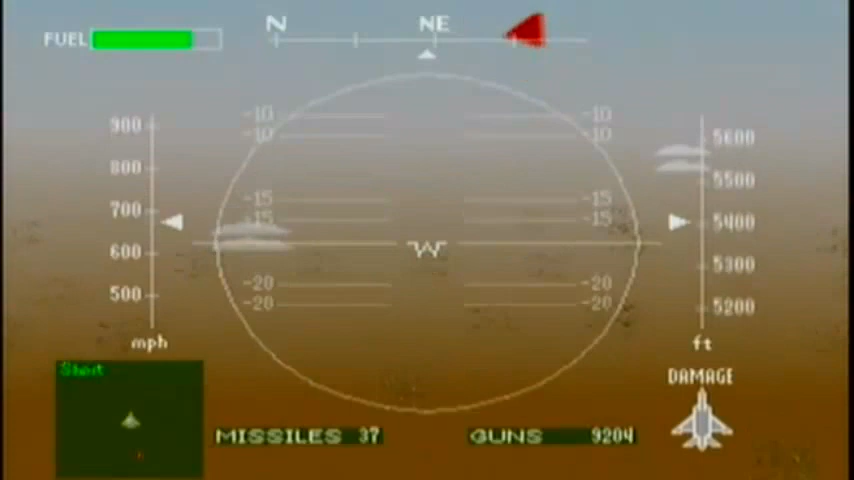 N NE
FUEL
-10 -10
-10 -10
900 5600
800 5500
-15 -15
-15 -15
700 5400
600 5300
-20 -20
-20 -20
500 5200
mph ft
Short
DAMAGE
MISSILES 37 GUNS 9204